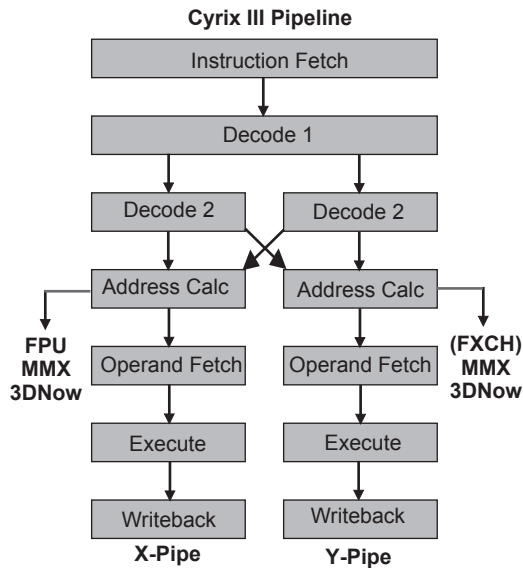 Cyrix III Pipeline
Instruction Fetch
Decode 1
Decode 2
Decode 2
Address Calc
Address Calc
FPU
MMX
3DNow
(FXCH)
MMX
3DNow
Operand Fetch
Operand Fetch
Execute
Execute
Writeback
Writeback
X-Pipe
Y-Pipe